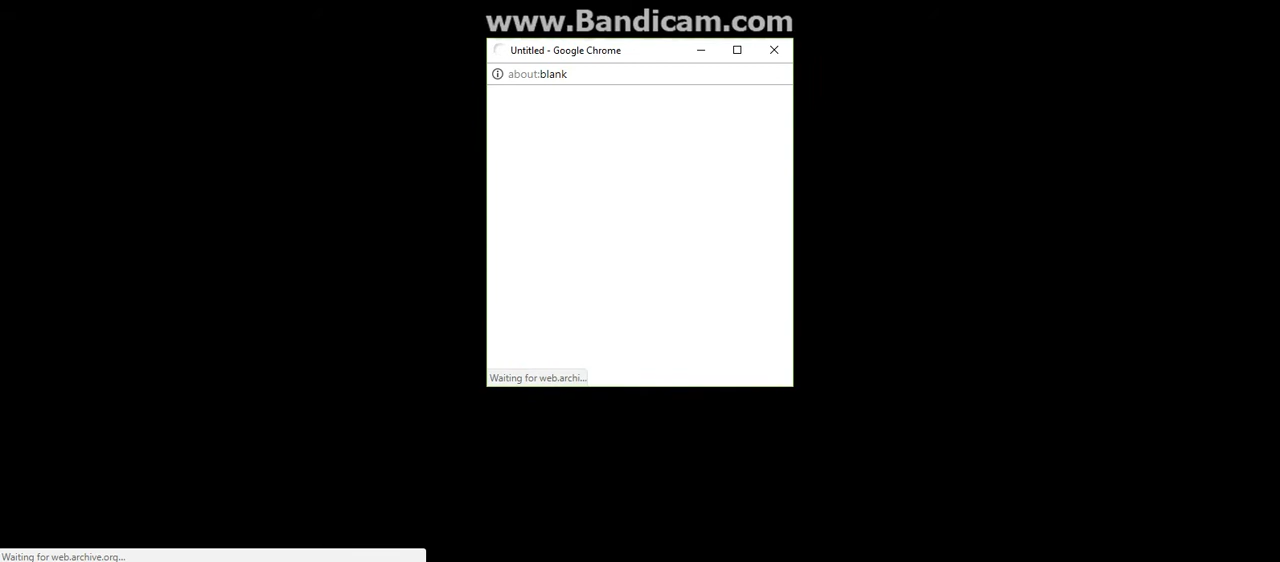 www.Bandicam.com
Untitled - Google Chrome
about:blank
Waiting for web.archi...
Waiting for web.archive.org...